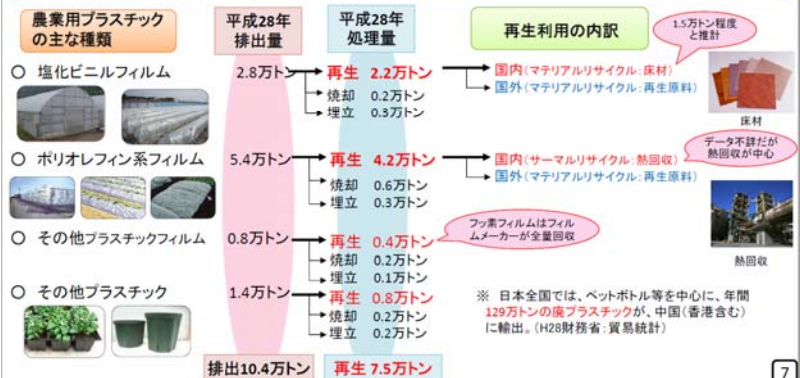 農業用プラスチック
の主な種類
平成28年
排出量
平成28年
処理量
再生利用の内訳
1.5万トン程度
と推計
○ 塩化ビニルフィルム
2.8万トン
再生 2.2万トン
焼却 0.2万トン
埋立 0.3万トン
国内(マテリアルリサイクル:床材)
国外(マテリアルリサイクル:再生原料)
床材
○ ポリオレフィン系フィルム
5.4万トン
再生 4.2万トン
焼却 0.6万トン
埋立 0.3万トン
国内(サーマルリサイクル:熱回収)
国外(マテリアルリサイクル:再生原料)
データ不詳だが
熱回収が中心
熱回収
○ その他プラスチックフィルム
0.8万トン
再生 0.4万トン
焼却 0.2万トン
埋立 0.1万トン
フッ素フィルムはフィル
ムメーカーが全量回収
○ その他プラスチック
1.4万トン
再生 0.8万トン
焼却 0.2万トン
埋立 0.2万トン
※ 日本全国では、ペットボトル等を中心に、年間
129万トンの廃プラスチックが、中国(香港含む)
に輸出。(H28財務省:貿易統計)
排出10.4万トン
再生 7.5万トン
7